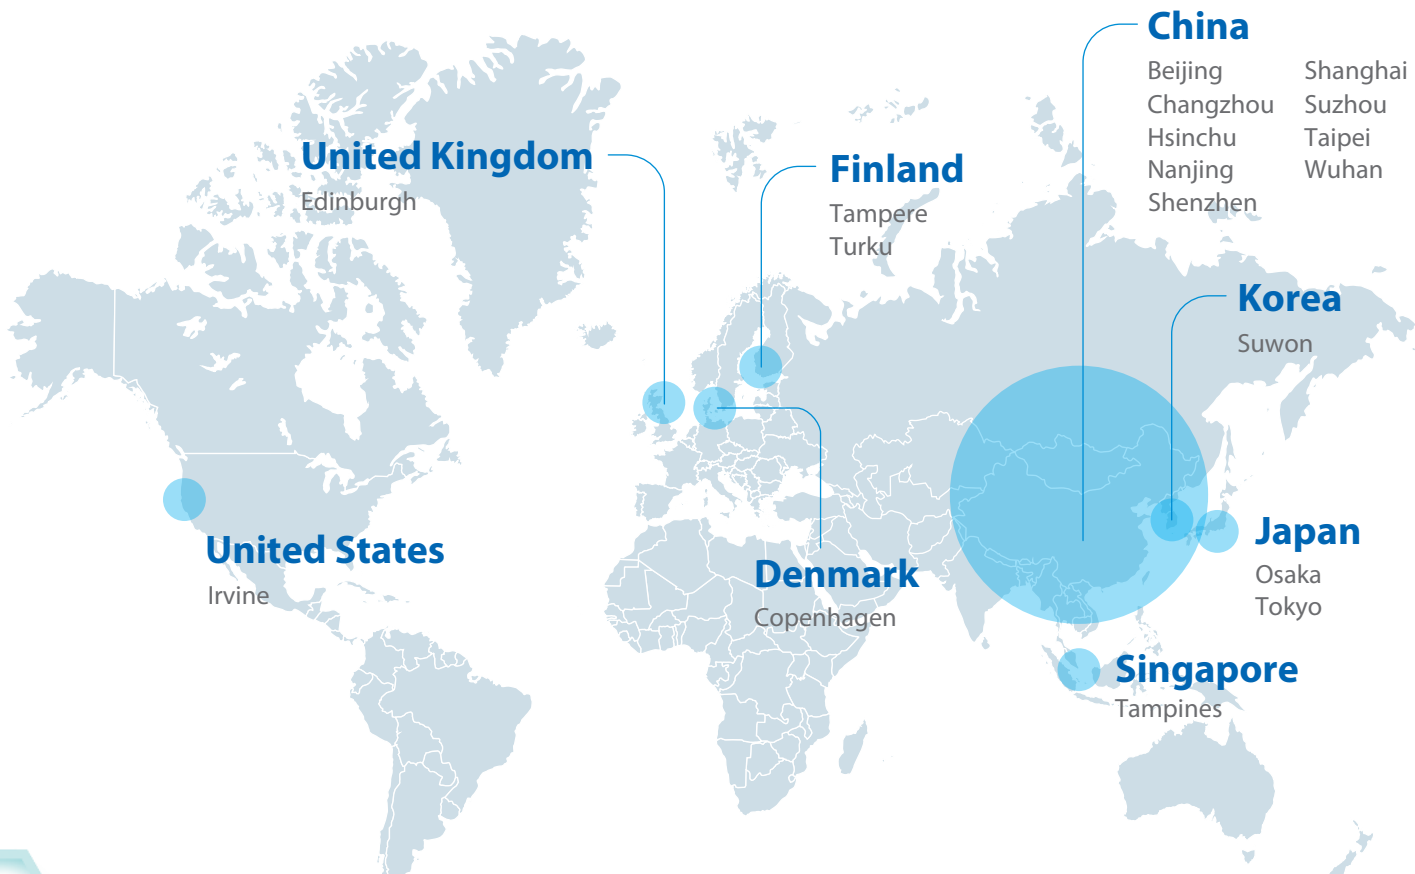 China
Beijing Shanghai
Changzhou Suzhou
Hsinchu Taipei
Nanjing Wuhan
Shenzhen
United Kingdom
Edinburgh
Finland
Tampere
Turku
Korea
Suwon
United States
Irvine
Denmark
Copenhagen
Japan
Osaka
Tokyo
Singapore
Tampines